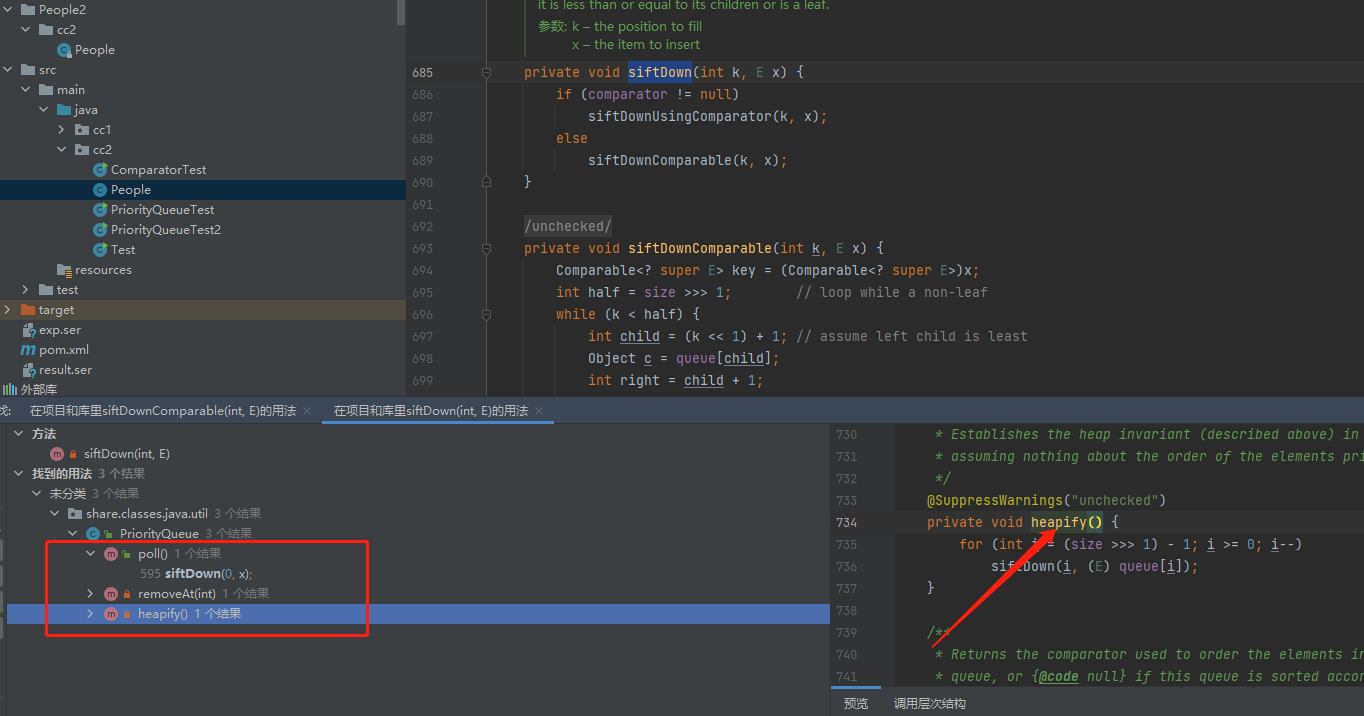 People2
cc2
People
src
main
java
cc1
cc2
ComparatorTest
People
PriorityQueueTest
PriorityQueueTest2
Test
resources
test
target
exp.ser
pom.xml
result.ser
外部库
it is less than or equal to its children or is a leaf.
参数: k – the position to fill
x – the item to insert
685 private void siftDown(int k, E x) {
686 if (comparator != null)
687 siftDownUsingComparator(k, x);
688 else
689 siftDownComparable(k, x);
690 }
691
692 /unchecked/
693 private void siftDownComparable(int k, E x) {
694 Comparable<? super E> key = (Comparable<? super E>)x;
695 int half = size >>> 1; // loop while a non-leaf
696 while (k < half) {
697 int child = (k << 1) + 1; // assume left child is least
698 Object c = queue[child];
699 int right = child + 1;
在项目和库里siftDownComparable(int, E)的用法 ×
在项目和库里siftDown(int, E)的用法 ×
方法
siftDown(int, E)
找到的用法 3 个结果
未分类 3 个结果
share.classes.java.util 3 个结果
PriorityQueue 3 个结果
poll() 1 个结果
595 siftDown(0, x);
removeAt(int) 1 个结果
heapify() 1 个结果
730 * Establishes the heap invariant (described above) in
731 * assuming nothing about the order of the elements pri
732 */
733 @SuppressWarnings("unchecked")
734 private void heapify() {
735 for (int i = (size >>> 1) - 1; i >= 0; i--)
736 siftDown(i, (E) queue[i]);
737 }
738
739 /**
740 * Returns the comparator used to order the elements in
741 * queue, or {@code null} if this queue is sorted accor
预览 调用层次结构